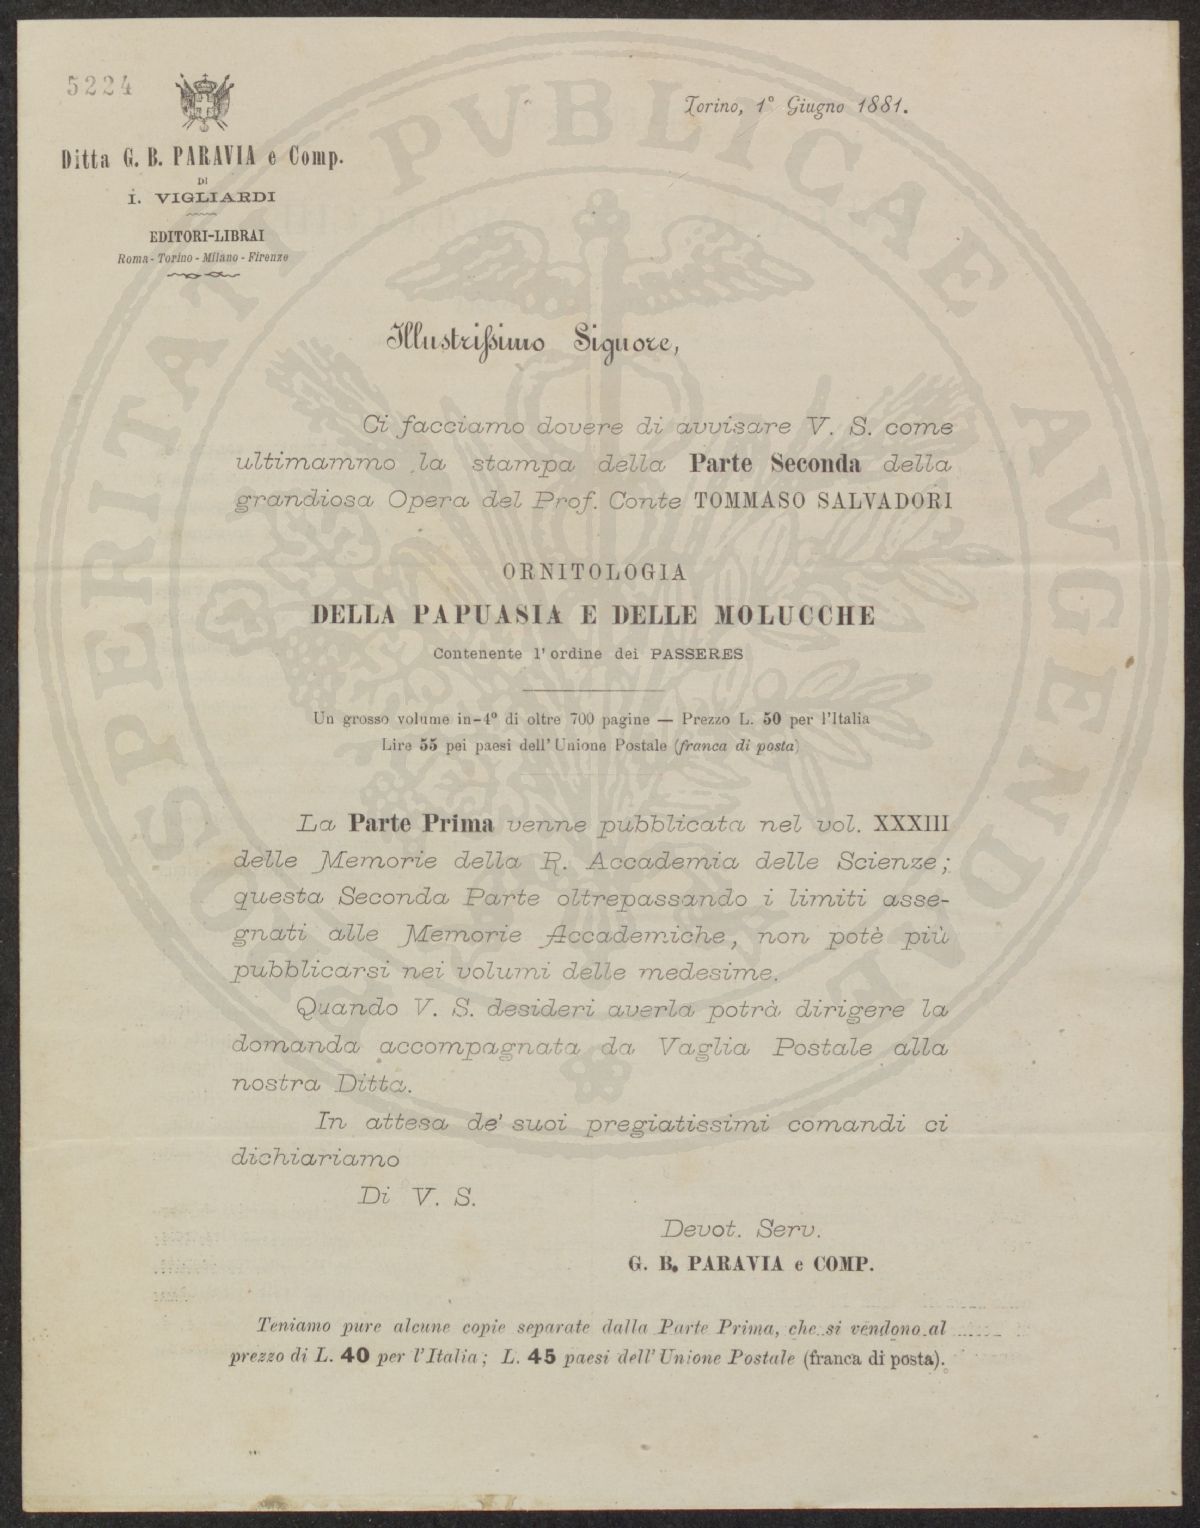 5224
Torino, 1° Giugno 1881.
Ditta G. B. PARAVIA e Comp.
DI
I. VIGLIARDI
EDITORI-LIBRAI
Roma - Torino - Milano - Firenze
Illustrissimo Signore,
Ci facciamo dovere di avvisare V. S. come
ultimammo la stampa della Parte Seconda della
grandiosa Opera del Prof. Conte TOMMASO SALVADORI
ORNITOLOGIA
DELLA PAPUASIA E DELLE MOLUCCHE
Contenente l'ordine dei PASSERES
Un grosso volume in-4° di oltre 700 pagine — Prezzo L. 50 per l'Italia
Lire 55 pei paesi dell'Unione Postale (franca di posta)
La Parte Prima venne pubblicata nel vol. XXXIII
delle Memorie della R. Accademia delle Scienze;
questa Seconda Parte oltrepassando i limiti asse-
gnati alle Memorie Accademiche, non potè più
pubblicarsi nei volumi delle medesime.
Quando V. S. desideri averla potrà dirigere la
domanda accompagnata da Vaglia Postale alla
nostra Ditta.
In attesa de' suoi pregiatissimi comandi ci
dichiariamo
Di V. S.
Devot. Serv.
G. B. PARAVIA e COMP.
Teniamo pure alcune copie separate dalla Parte Prima, che si vendono al
prezzo di L. 40 per l'Italia; L. 45 paesi dell'Unione Postale (franca di posta).
PROSPERITATI PVBLICAE AVGENDAE